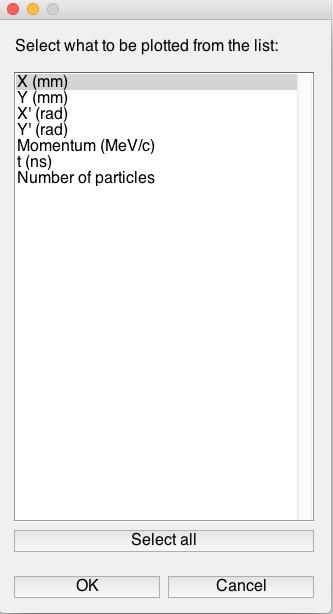 Select what to be plotted from the list:
X (mm)
Y (mm)
X' (rad)
Y' (rad)
Momentum (MeV/c)
t (ns)
Number of particles
Select all
OK
Cancel